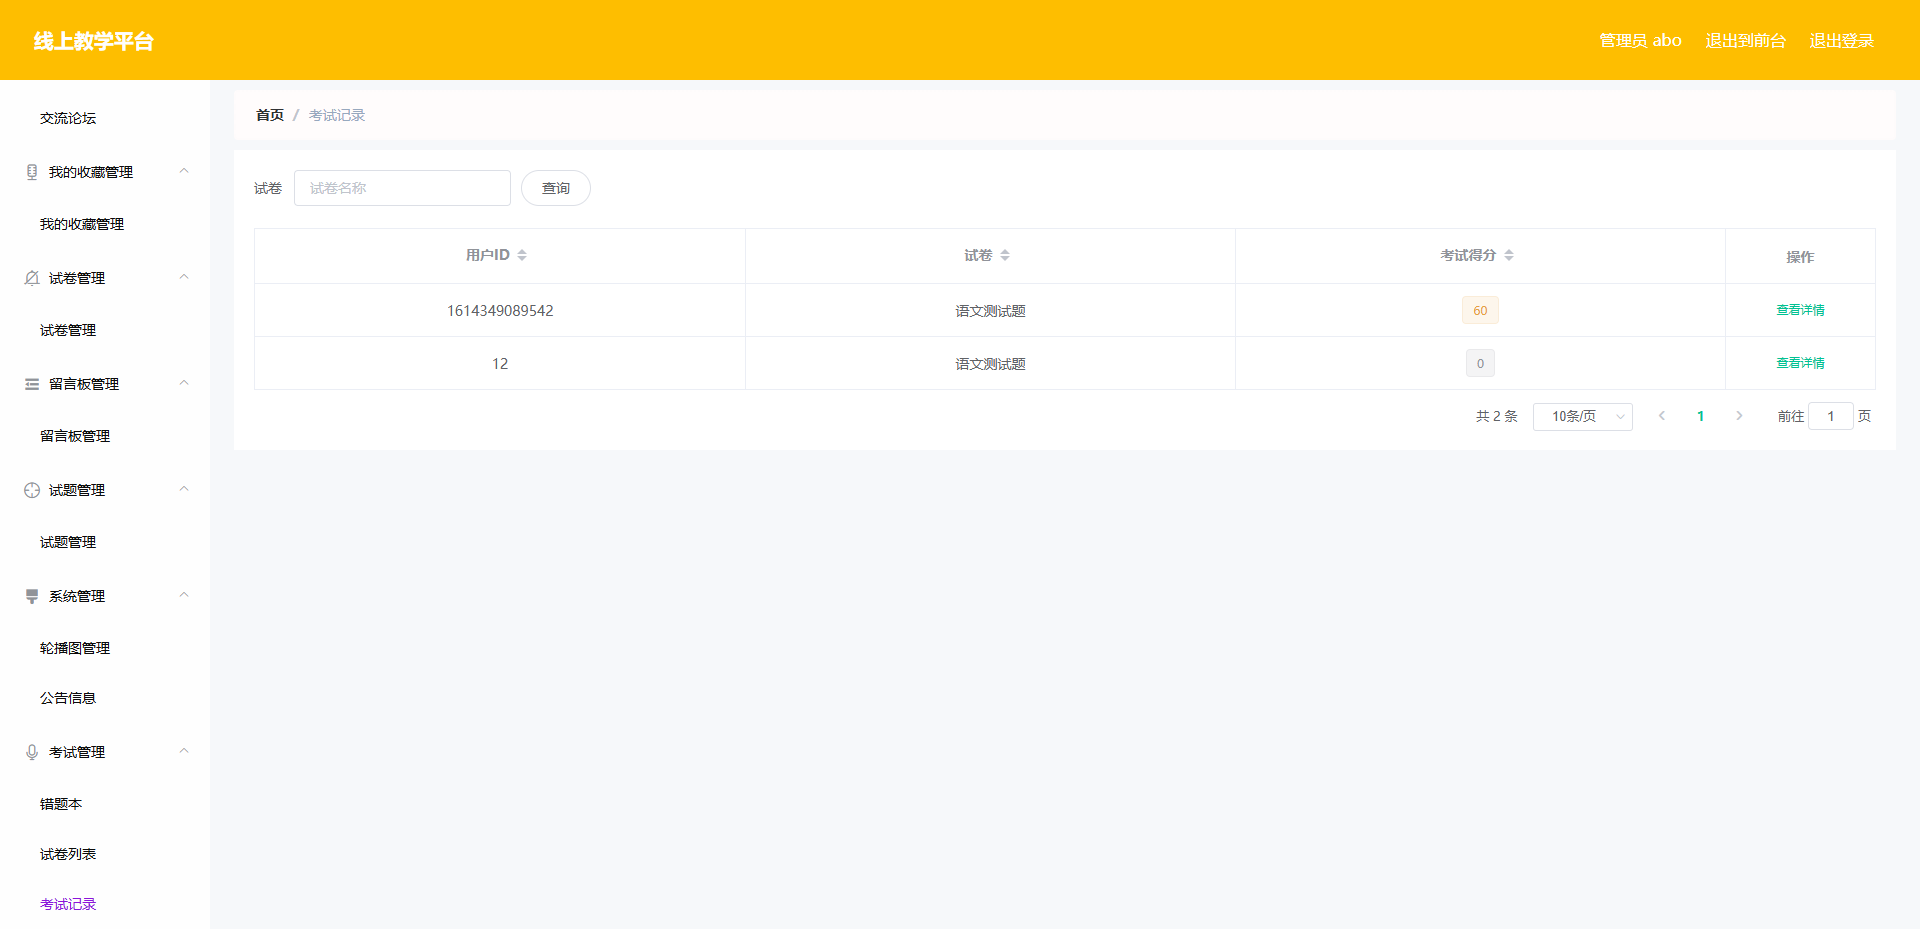 线上教学平台
管理员 abo 退出到前台 退出登录
交流论坛
我的收藏管理
我的收藏管理
试卷管理
试卷管理
留言板管理
留言板管理
试题管理
试题管理
系统管理
轮播图管理
公告信息
考试管理
错题本
试卷列表
考试记录
首页 / 考试记录
试卷 试卷名称 查询
用户ID 试卷 考试得分 操作
1614349089542 语文测试题 60 查看详情
12 语文测试题 0 查看详情
共 2 条 10条/页 1 前往 1 页